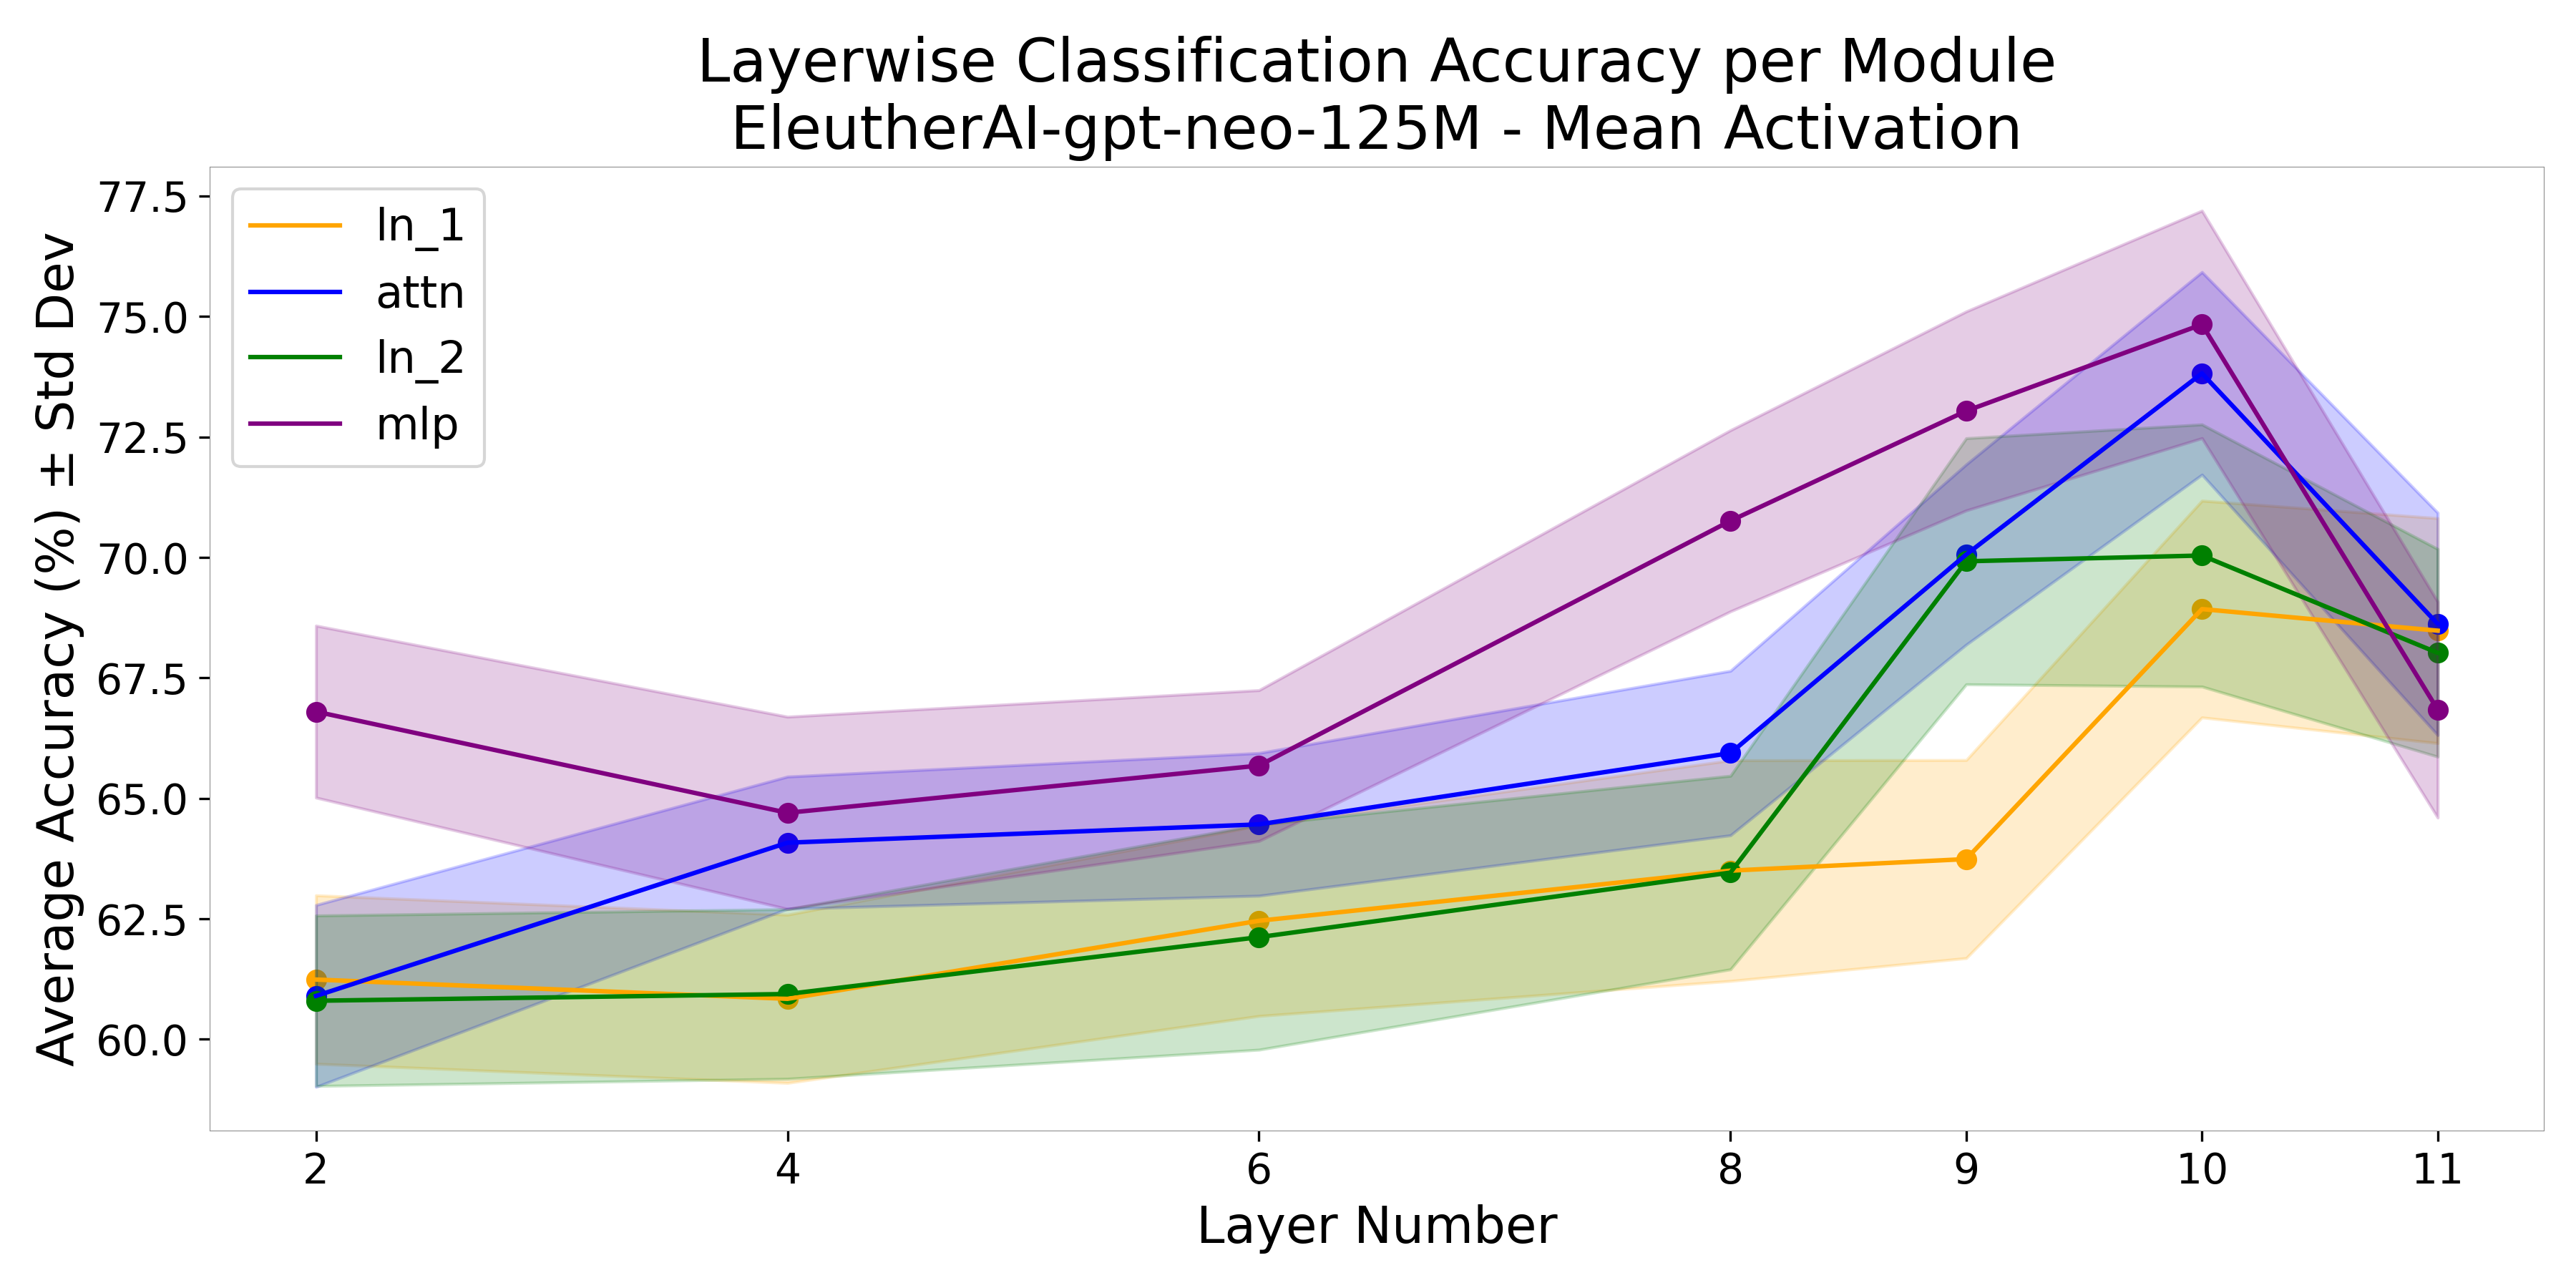 Layerwise Classification Accuracy per Module
EleutherAI-gpt-neo-125M - Mean Activation
Average Accuracy (%) ± Std Dev
77.5
75.0
72.5
70.0
67.5
65.0
62.5
60.0
ln_1
attn
ln_2
mlp
2 4 6 8 9 10 11
Layer Number